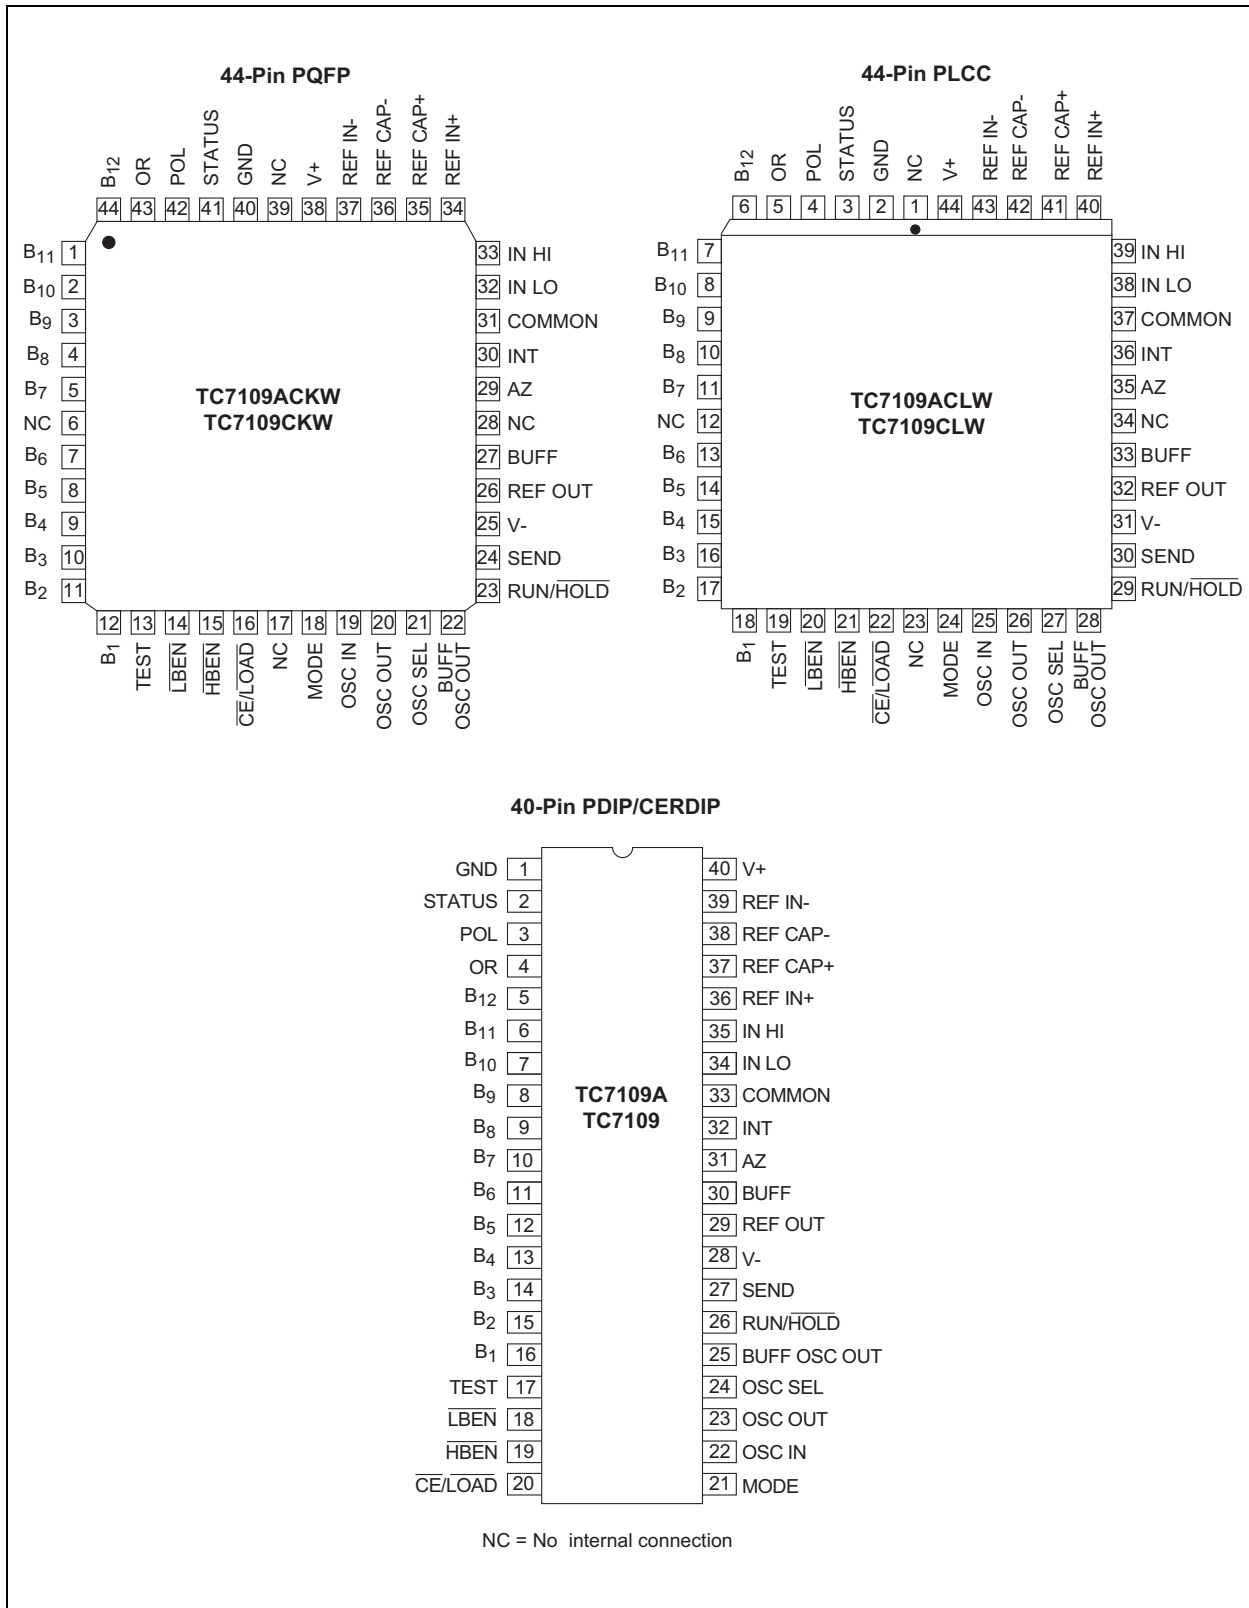 44-Pin PQFP
B12
OR
POL
STATUS
GND
NC
V+
REF IN-
REF CAP-
REF CAP+
REF IN+
44 43 42 41 40 39 38 37 36 35 34
B11 1
B10 2
B9 3
B8 4
B7 5
NC 6
B6 7
B5 8
B4 9
B3 10
B2 11
TC7109ACKW
TC7109CKW
33 IN HI
32 IN LO
31 COMMON
30 INT
29 AZ
28 NC
27 BUFF
26 REF OUT
25 V-
24 SEND
23 RUN/HOLD
12 13 14 15 16 17 18 19 20 21 22
B1
TEST
LBEN
HBEN
CE/LOAD
NC
MODE
OSC IN
OSC OUT
OSC SEL
BUFF
OSC OUT
44-Pin PLCC
B12
OR
POL
STATUS
GND
NC
V+
REF IN-
REF CAP-
REF CAP+
REF IN+
6 5 4 3 2 1 44 43 42 41 40
B11 7
B10 8
B9 9
B8 10
B7 11
NC 12
B6 13
B5 14
B4 15
B3 16
B2 17
TC7109ACLW
TC7109CLW
39 IN HI
38 IN LO
37 COMMON
36 INT
35 AZ
34 NC
33 BUFF
32 REF OUT
31 V-
30 SEND
29 RUN/HOLD
18 19 20 21 22 23 24 25 26 27 28
B1
TEST
LBEN
HBEN
CE/LOAD
NC
MODE
OSC IN
OSC OUT
OSC SEL
BUFF
OSC OUT
40-Pin PDIP/CERDIP
GND 1
STATUS 2
POL 3
OR 4
B12 5
B11 6
B10 7
B9 8
B8 9
B7 10
B6 11
B5 12
B4 13
B3 14
B2 15
B1 16
TEST 17
LBEN 18
HBEN 19
CE/LOAD 20
TC7109A
TC7109
40 V+
39 REF IN-
38 REF CAP-
37 REF CAP+
36 REF IN+
35 IN HI
34 IN LO
33 COMMON
32 INT
31 AZ
30 BUFF
29 REF OUT
28 V-
27 SEND
26 RUN/HOLD
25 BUFF OSC OUT
24 OSC SEL
23 OSC OUT
22 OSC IN
21 MODE
NC = No internal connection